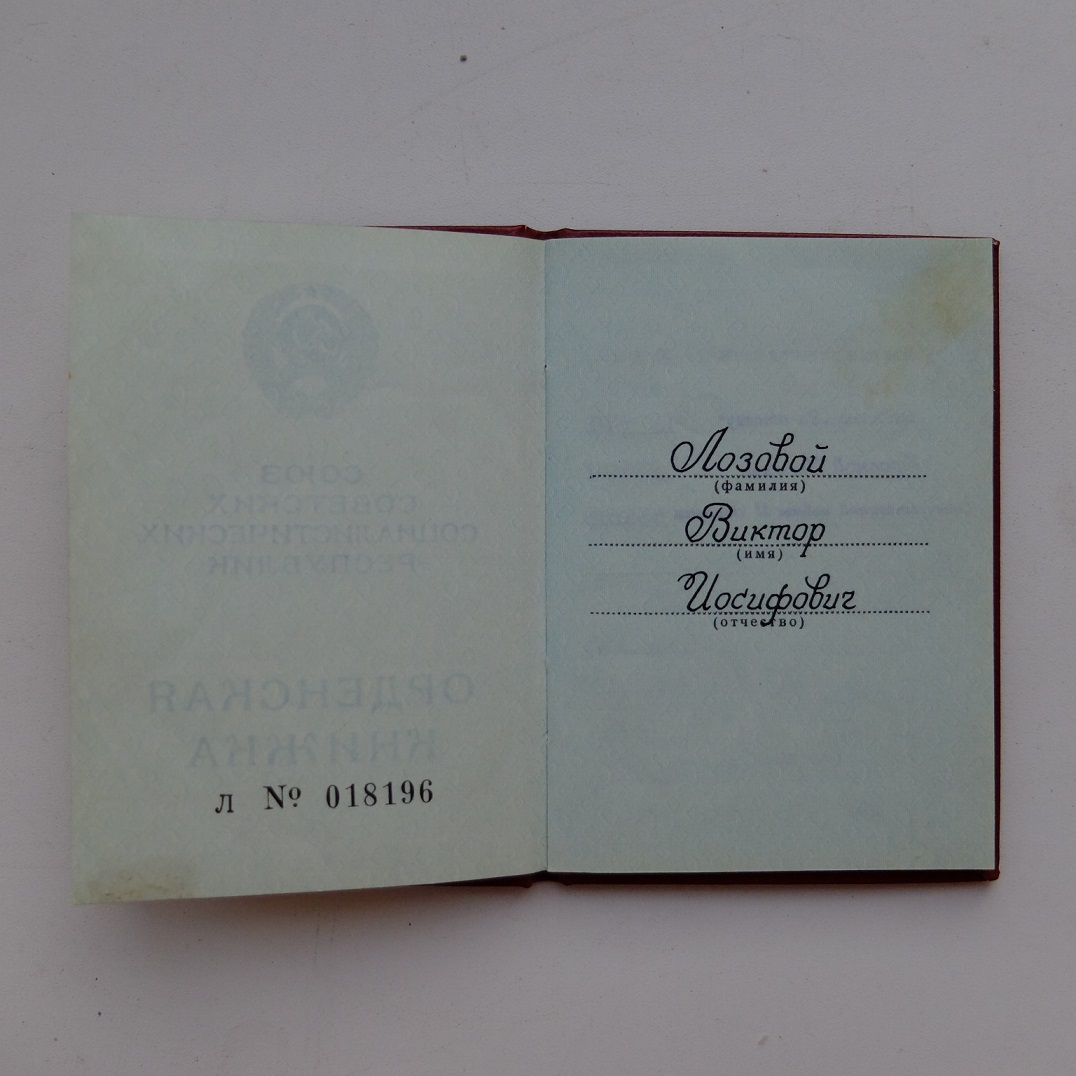 СОЮЗ
СОВЕТСКИХ
СОЦИАЛИСТИЧЕСКИХ
РЕСПУБЛИК
ОРДЕНСКАЯ
КНИЖКА
Л № 018196
Лозовой
(фамилия)
Виктор
(имя)
Иосифович
(отчество)